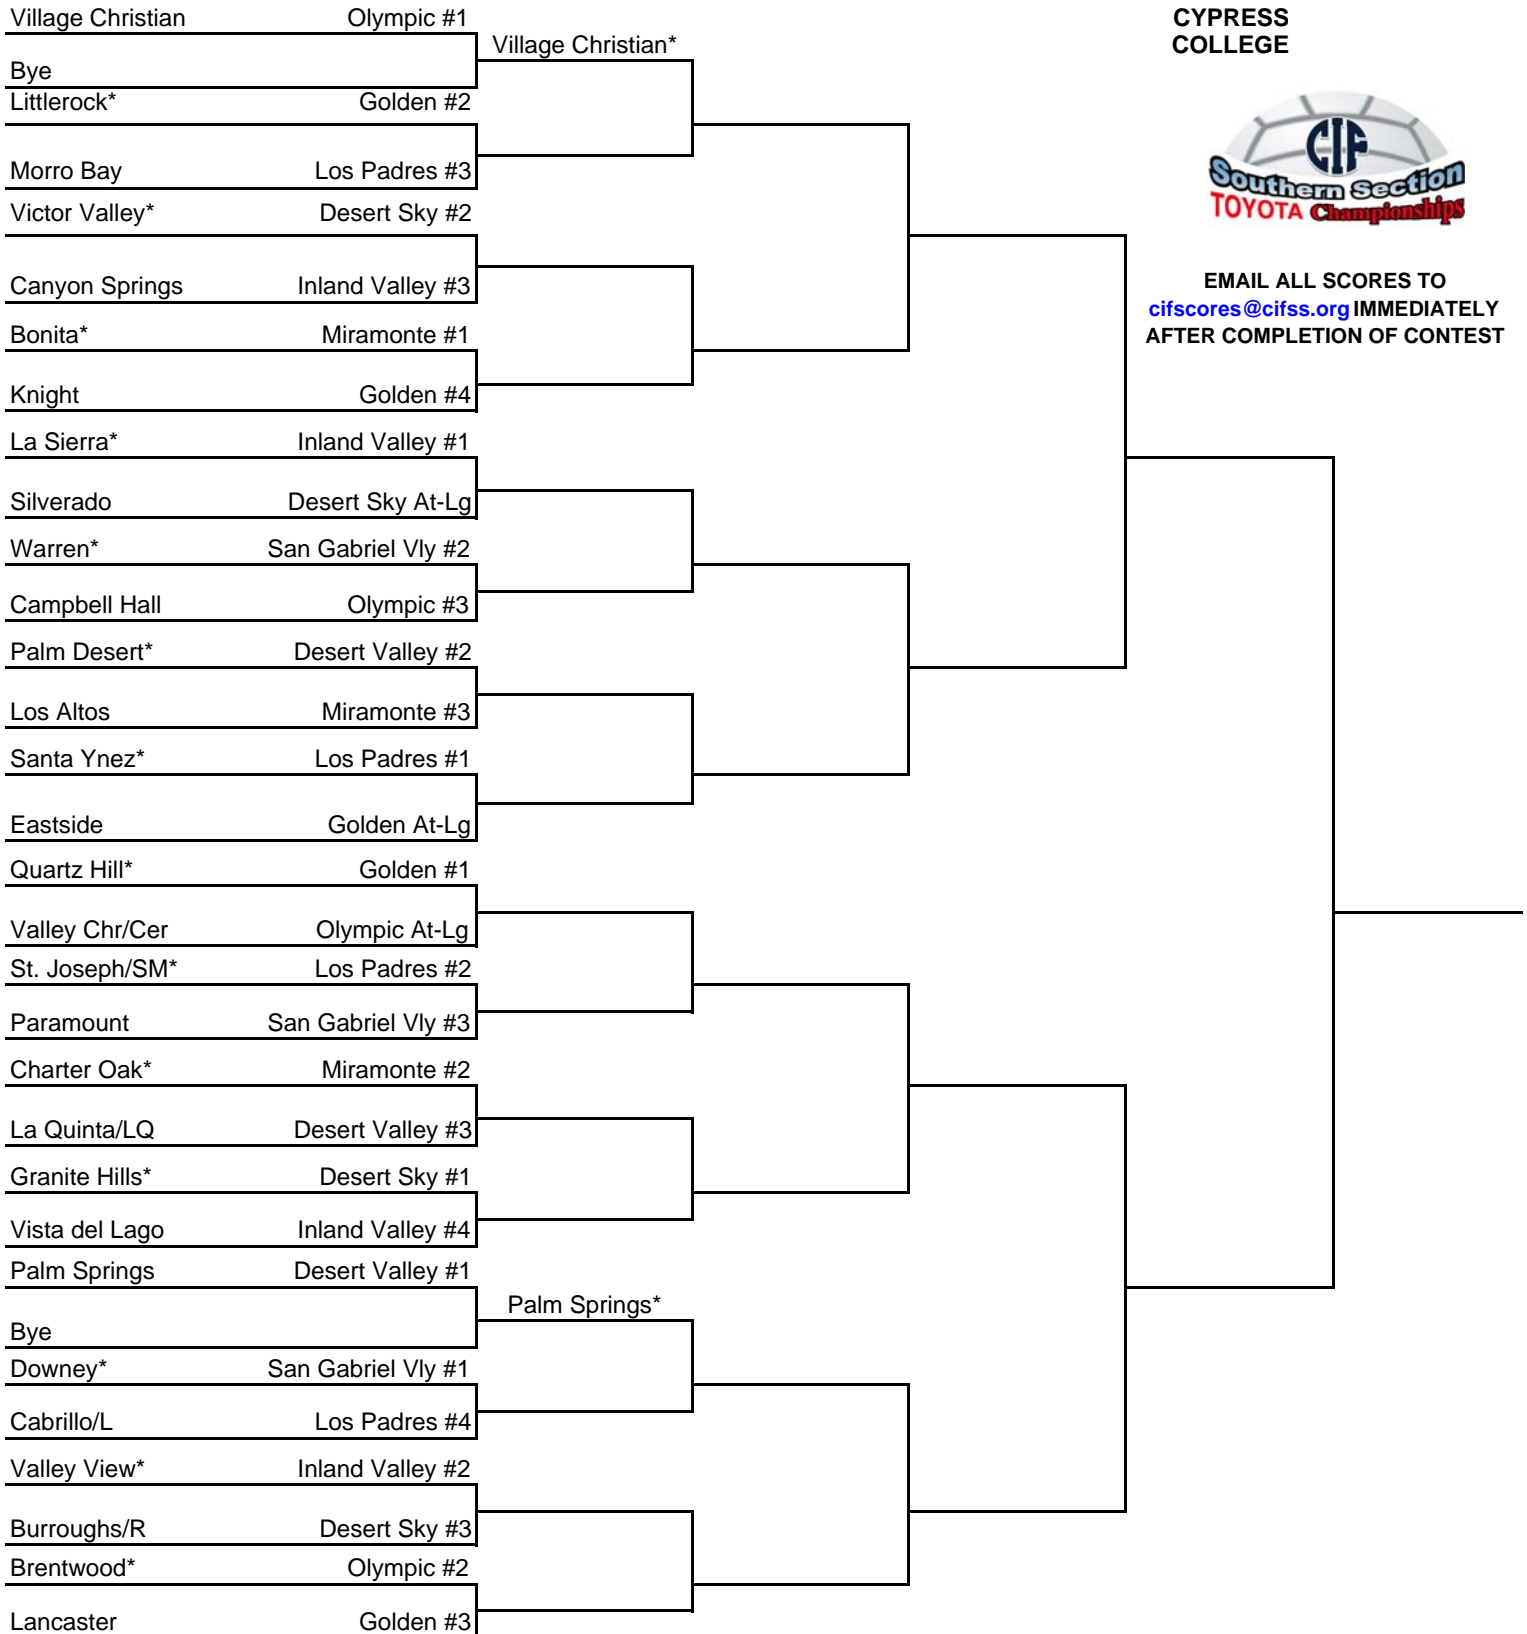 Village Christian Olympic #1
CYPRESS
COLLEGE
Village Christian*
Bye
Littlerock* Golden #2
Morro Bay Los Padres #3
Victor Valley* Desert Sky #2
CIF
Southern Section
TOYOTA Championships
Canyon Springs Inland Valley #3
EMAIL ALL SCORES TO
cifscores@cifss.org IMMEDIATELY
AFTER COMPLETION OF CONTEST
Bonita* Miramonte #1
Knight Golden #4
La Sierra* Inland Valley #1
Silverado Desert Sky At-Lg
Warren* San Gabriel Vly #2
Campbell Hall Olympic #3
Palm Desert* Desert Valley #2
Los Altos Miramonte #3
Santa Ynez* Los Padres #1
Eastside Golden At-Lg
Quartz Hill* Golden #1
Valley Chr/Cer Olympic At-Lg
St. Joseph/SM* Los Padres #2
Paramount San Gabriel Vly #3
Charter Oak* Miramonte #2
La Quinta/LQ Desert Valley #3
Granite Hills* Desert Sky #1
Vista del Lago Inland Valley #4
Palm Springs Desert Valley #1
Palm Springs*
Bye
Downey* San Gabriel Vly #1
Cabrillo/L Los Padres #4
Valley View* Inland Valley #2
Burroughs/R Desert Sky #3
Brentwood* Olympic #2
Lancaster Golden #3